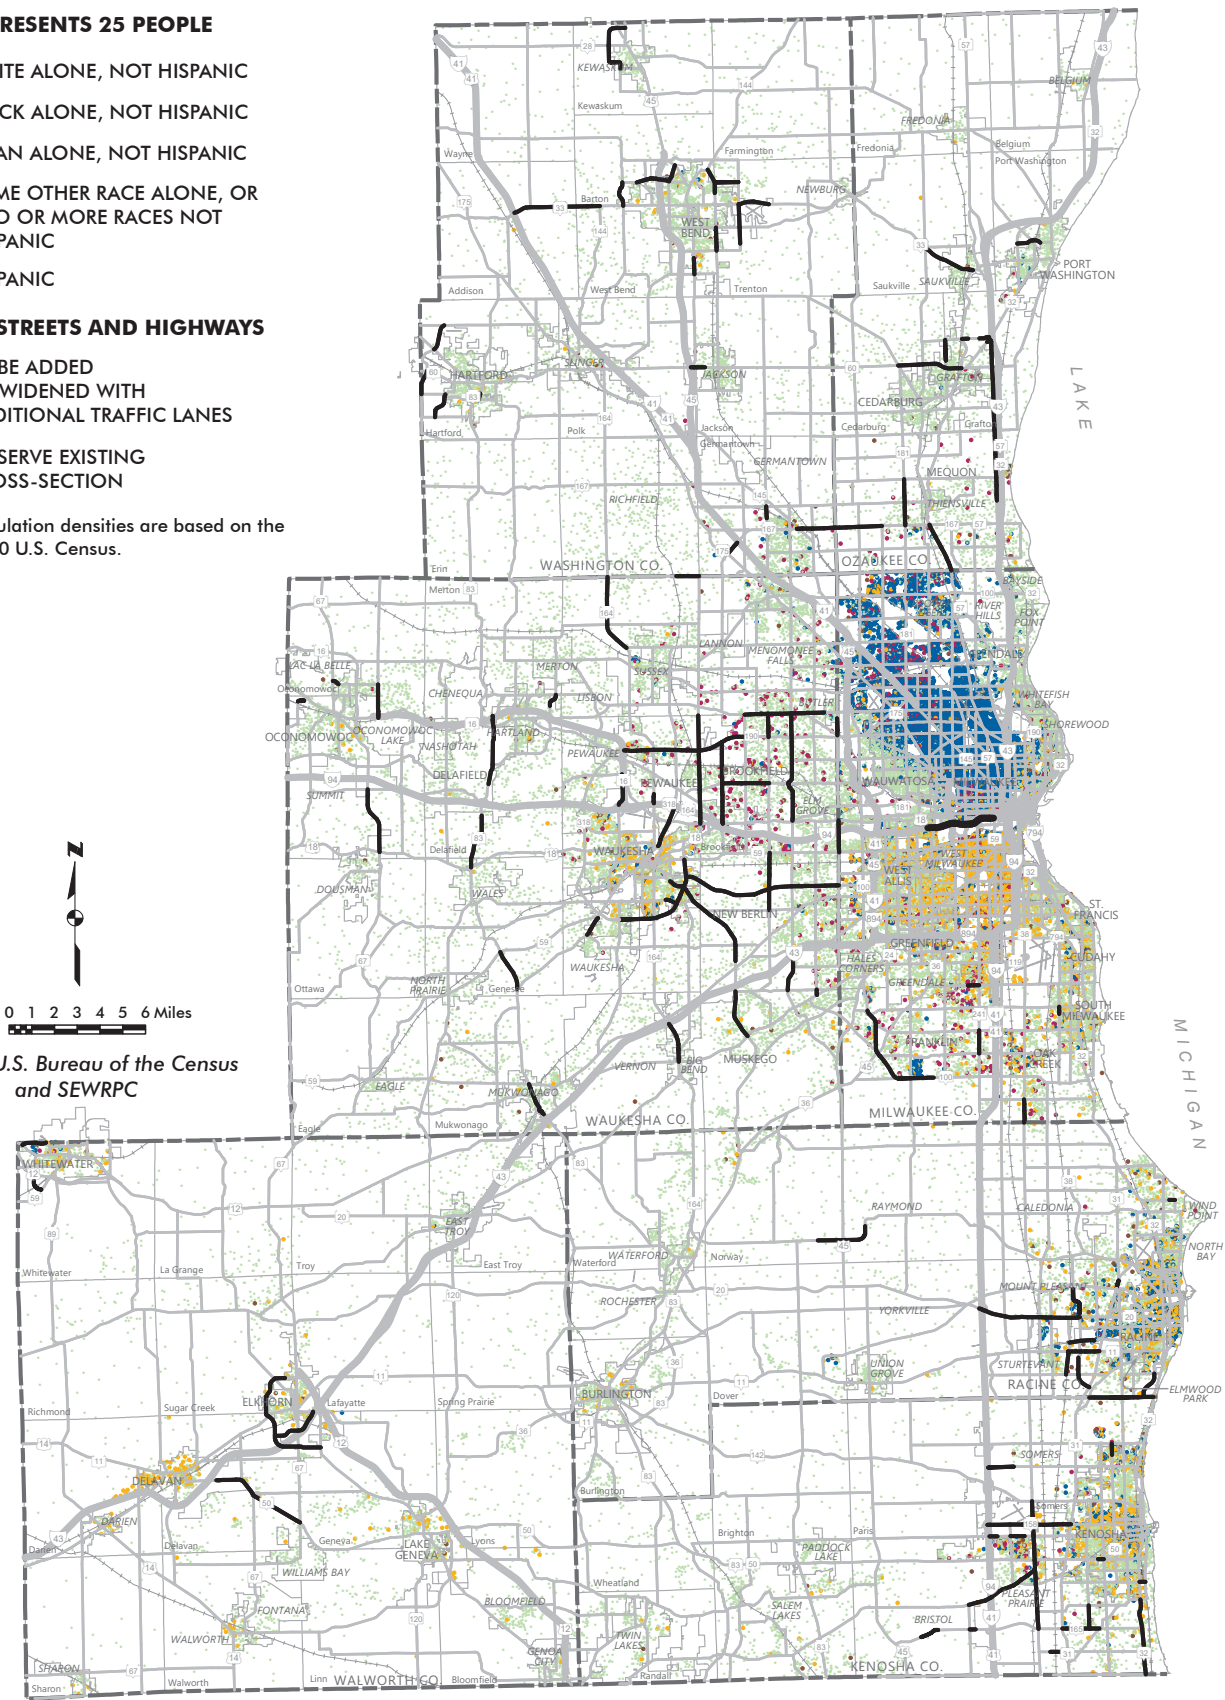 PRESENTS 25 PEOPLE
ITE ALONE, NOT HISPANIC
CK ALONE, NOT HISPANIC
AN ALONE, NOT HISPANIC
ME OTHER RACE ALONE, OR
O OR MORE RACES NOT
PANIC
PANIC
STREETS AND HIGHWAYS
BE ADDED
WIDENED WITH
DITIONAL TRAFFIC LANES
SERVE EXISTING
OSS-SECTION
ulation densities are based on the
0 U.S. Census.
KEWASKUM
Kewaskum
BELGIUM
FREDONIA
Wayne
Farmington
Fredonia
Belgium
Port Washington
Barton
NEWBURG
WEST
BEND
PORT
WASHINGTON
Addison
West Bend
Trenton
Saukville
SAUKVILLE
SLINGER
HARTFORD
JACKSON
GRAFTON
CEDARBURG
LAKE
Hartford
Polk
Jackson
Germantown
Cedarburg
Grafton
GERMANTOWN
MEQUON
RICHFIELD
THIENSVILLE
Erin
WASHINGTON CO.
OZAUKEE CO.
BAYSIDE
Merton
RIVER
HILLS
FOX
POINT
LANNON
MENOMONEE
FALLS
GLENDALE
LAC LA BELLE
MERTON
SUSSEX
Oconomowoc
CHENEQUA
LISBON
BUTLER
WHITEFISH
BAY
OCONOMOWOC
OCONOMOWOC
LAKE
NASHOTAH
HARTLAND
PEWAUKEE
SHOREWOOD
DELAFIELD
PEWAUKEE
BROOKFIELD
WAUWATOSA
MILWAUKEE
SUMMIT
ELM
GROVE
Delafield
WAUKESHA
Brookfield
WEST
MILWAUKEE
WEST
ALLIS
DOUSMAN
WALES
NEW BERLIN
ST.
FRANCIS
GREENFIELD
CUDAHY
WAUKESHA
HALES
CORNERS
GREENDALE
Ottawa
NORTH
PRAIRIE
Genesee
SOUTH
MILWAUKEE
0 1 2 3 4 5 6 Miles
FRANKLIN
OAK
CREEK
U.S. Bureau of the Census
and SEWRPC
EAGLE
MUKWONAGO
VERNON
BIG
BEND
MUSKEGO
MICHIGAN
Eagle
Mukwonago
WAUKESHA CO.
MILWAUKEE CO.
WHITEWATER
EAST
TROY
RAYMOND
CALEDONIA
WIND
POINT
NORTH
BAY
Whitewater
La Grange
Troy
East Troy
WATERFORD
Waterford
Norway
ROCHESTER
YORKVILLE
MOUNT PLEASANT
RACINE
UNION
GROVE
STURTEVANT
RACINE CO.
ELMWOOD
PARK
ELKHORN
BURLINGTON
Dover
Richmond
Sugar Creek
Lafayette
Spring Prairie
DELAVAN
SOMERS
Burlington
DARIEN
Somers
KENOSHA
Darien
Delavan
Geneva
LAKE
GENEVA
Lyons
Brighton
Paris
PADDOCK
LAKE
WILLIAMS BAY
Wheatland
PLEASANT
PRAIRIE
FONTANA
BLOOMFIELD
SALEM
LAKES
BRISTOL
WALWORTH
TWIN
LAKES
GENOA
CITY
SHARON
Sharon
Walworth
Linn
WALWORTH CO.
Bloomfield
Randall
KENOSHA CO.